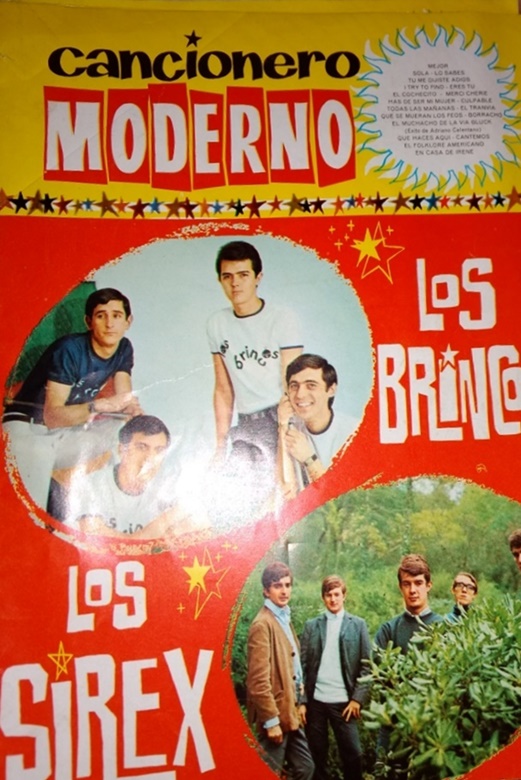 cancionero
MODERNO
MEJOR
SOLA - LO SABES
TU ME DIJISTE ADIOS
I TRY TO FIND - ERES TU
EL COCHECITO - MERCI CHERIE
HAS DE SER MI MUJER - CULPABLE
TODAS LAS MAÑANAS - EL TRANVIA
QUE SE MUERAN LOS FEOS - BORRACHO
EL MUCHACHO DE LA VIA GLUCK
(Exito de Adriano Celentano)
QUE HACES AQUI - CANTEMOS
EL FOLKLORE AMERICANO
EN CASA DE IRENE
LOS
BRINCO
brincos
LOS
SIREX